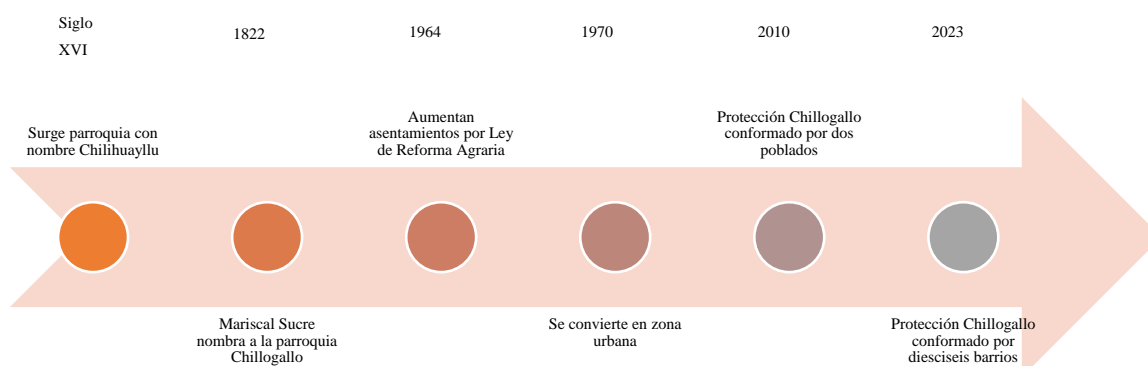 Siglo
XVI
1822
1964
1970
2010
2023
Surge parroquia con
nombre Chilihuayllu
Aumentan
asentamientos por Ley
de Reforma Agraria
Protección Chillogallo
conformado por dos
poblados
Mariscal Sucre
nombra a la parroquia
Chillogallo
Se convierte en zona
urbana
Protección Chillogallo
conformado por
diesciseis barrios